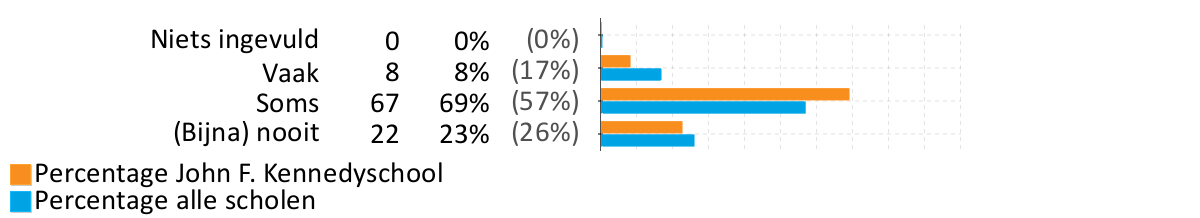 Niets ingevuld 0 0% (0%)
Vaak 8 8% (17%)
Soms 67 69% (57%)
(Bijna) nooit 22 23% (26%)
Percentage John F. Kennedyschool
Percentage alle scholen